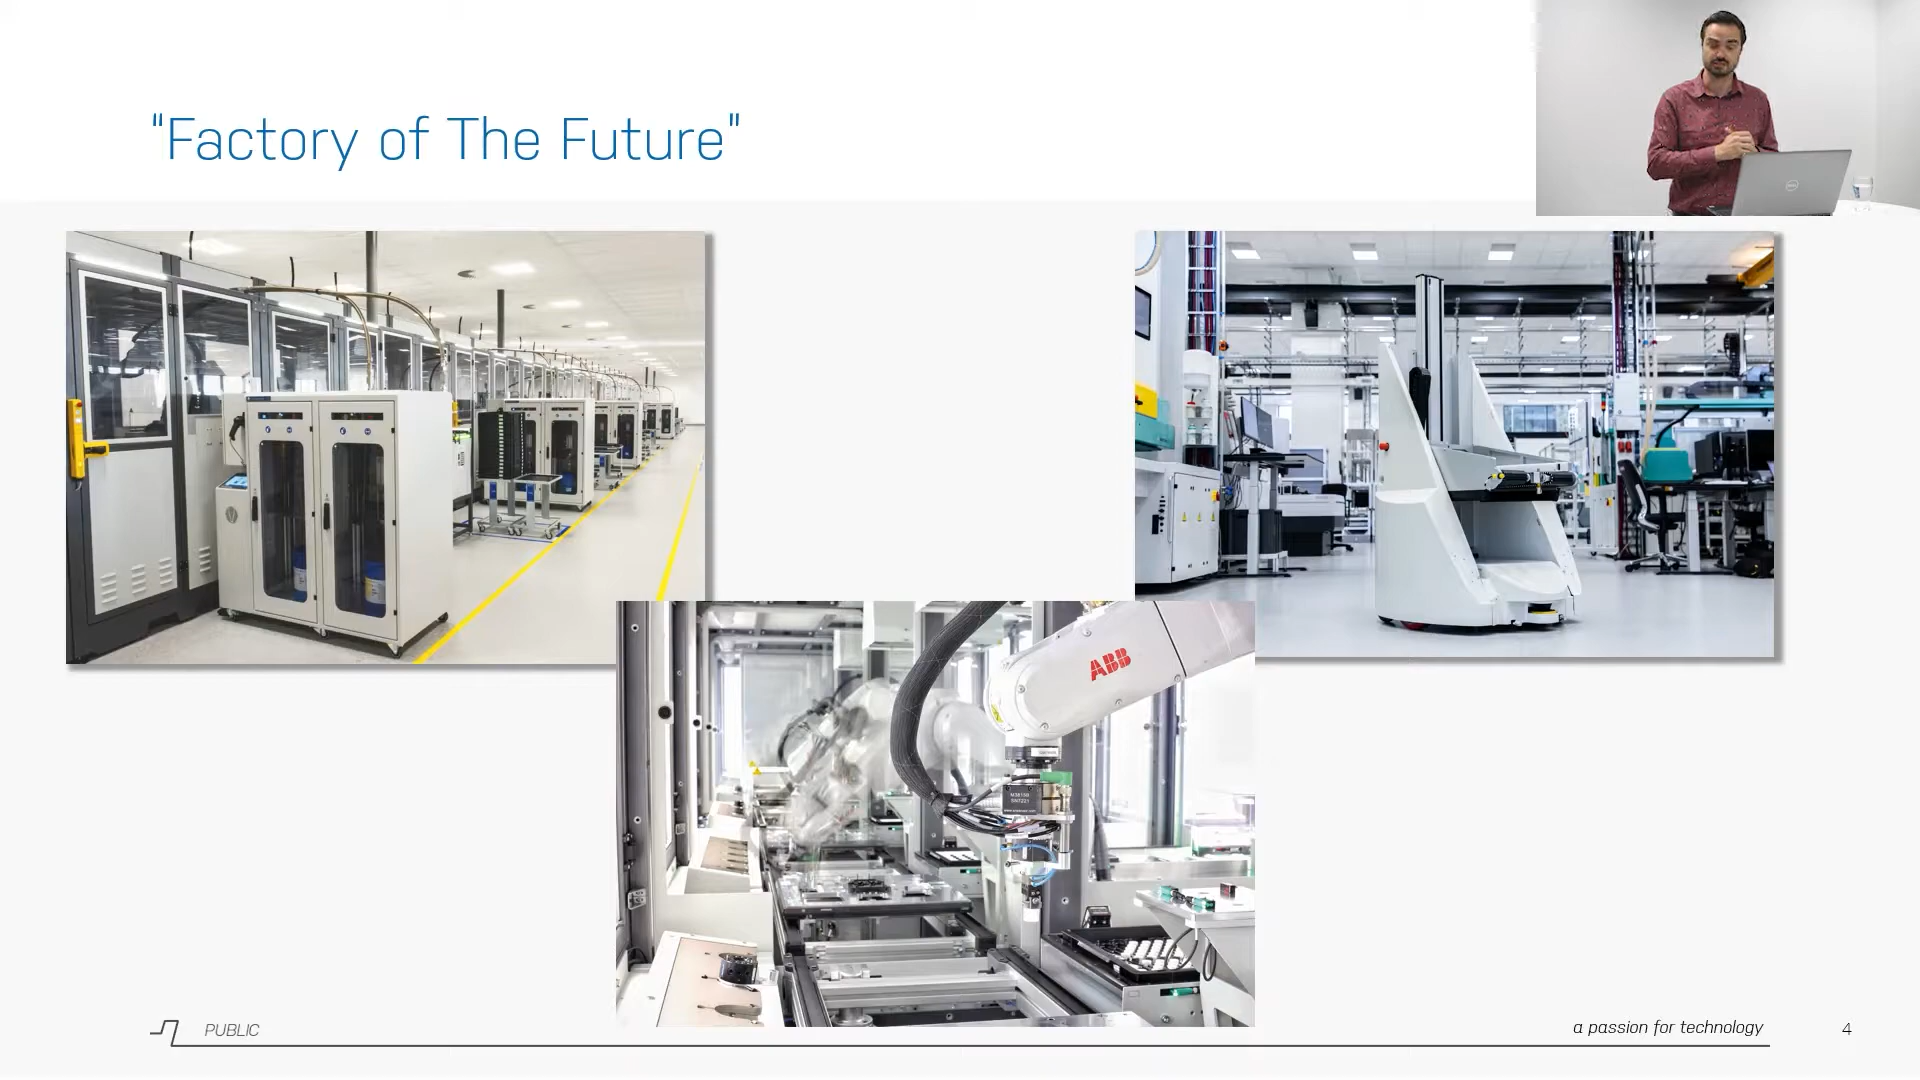 “Factory of The Future”
ABB
PUBLIC
a passion for technology
4